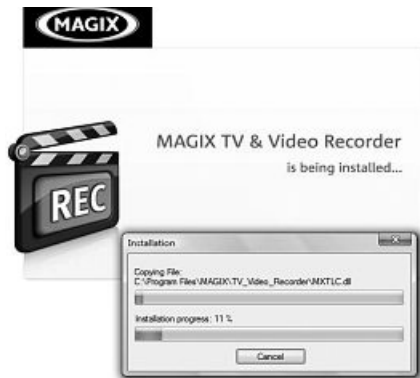 MAGIX
MAGIX TV & Video Recorder
is being installed...
REC
Installation
Copying File:
C:\Program Files\MAGIX\TV_Video_Recorder\MXTLC.dll
Installation progress: 11 %
Cancel